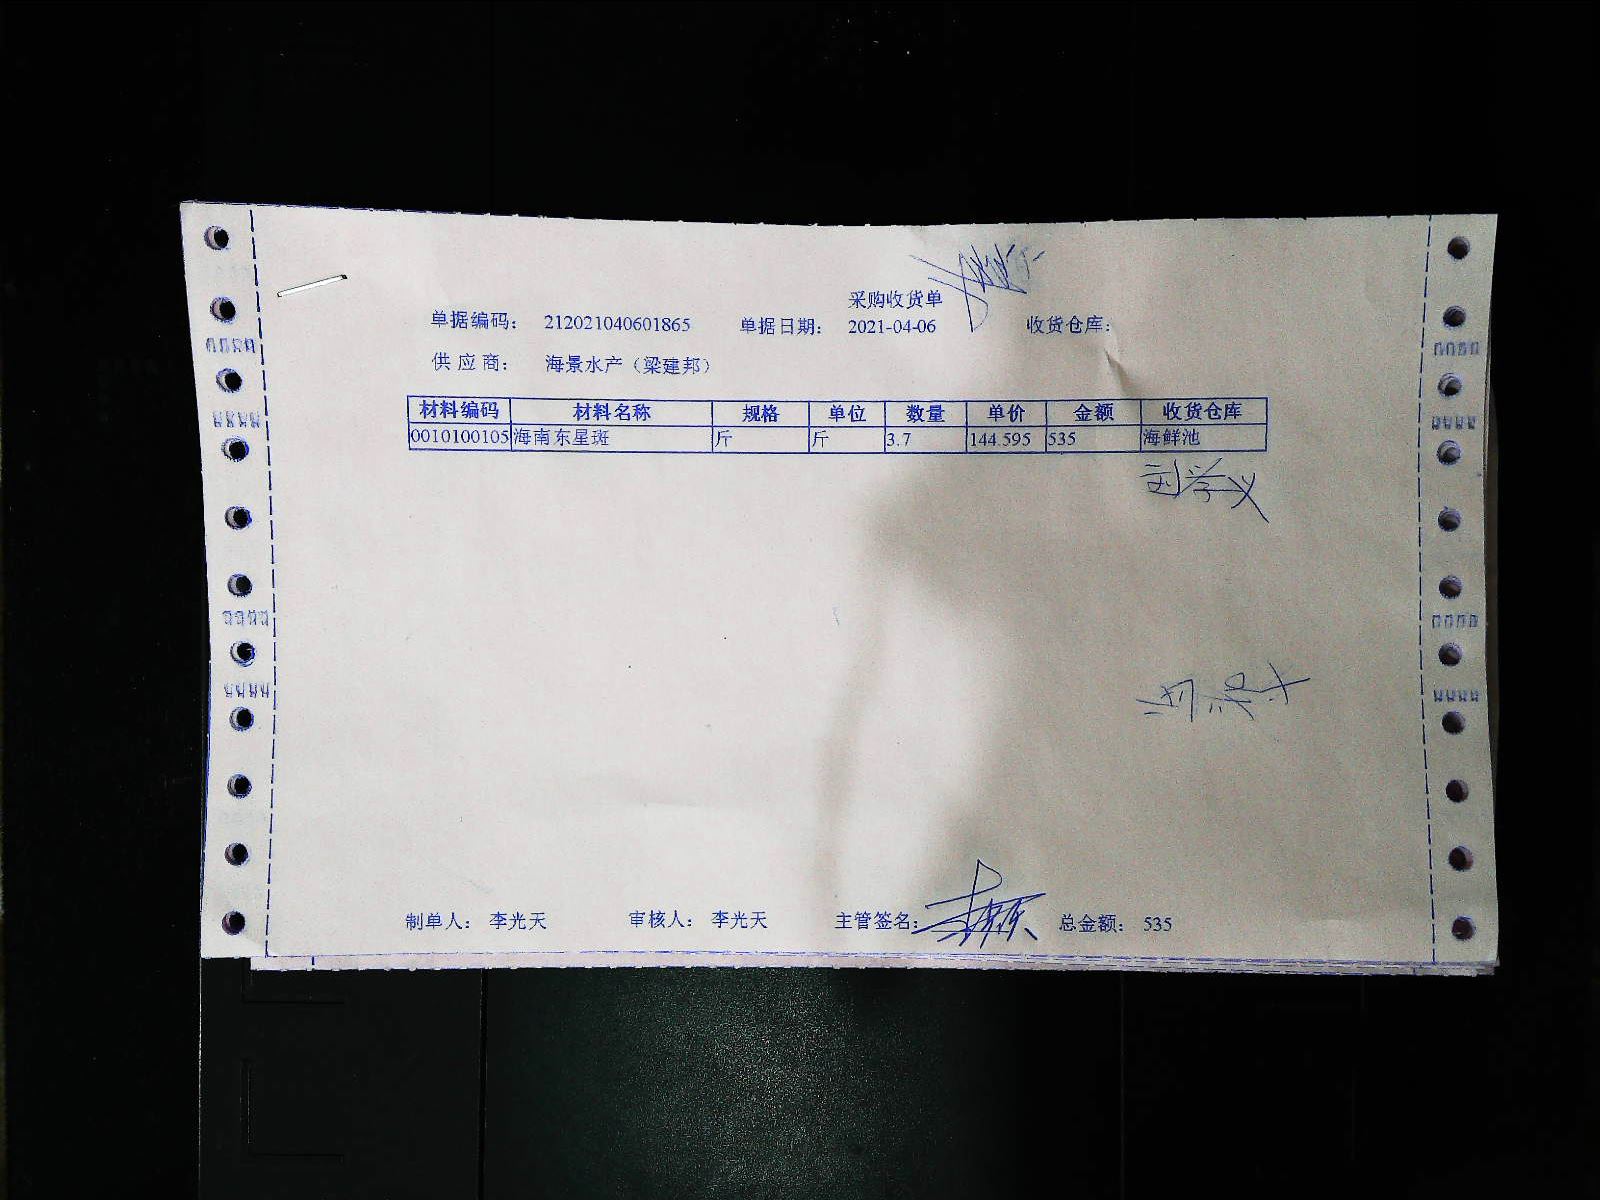 采购收货单
单据编码： 212021040601865 单据日期： 2021-04-06 收货仓库：
供 应 商： 海景水产（梁建邦）
材料编码 材料名称 规格 单位 数量 单价 金额 收货仓库
0010100105 海南东星斑 斤 斤 3.7 144.595 535 海鲜池
刘学义
制单人： 李光天 审核人： 李光天 主管签名： 总金额： 535